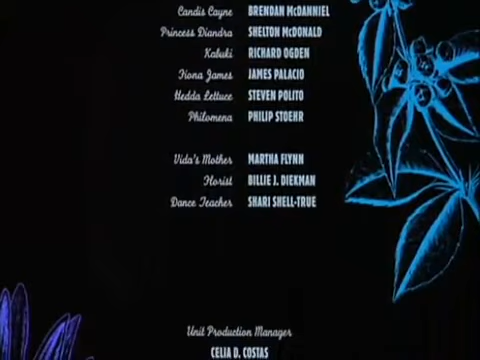 Candis Cayne BRENDAN McDANNIEL
Princess Diandra SHELTON McDONALD
Kabuki RICHARD OGDEN
Fiona James JAMES PALACIO
Hedda Lettuce STEVEN POLITO
Philomena PHILIP STOEHR
Vida's Mother MARTHA FLYNN
Florist BILLIE J. DIEKMAN
Dance Teacher SHARI SHELL-TRUE
Unit Production Manager
CELIA D. COSTAS